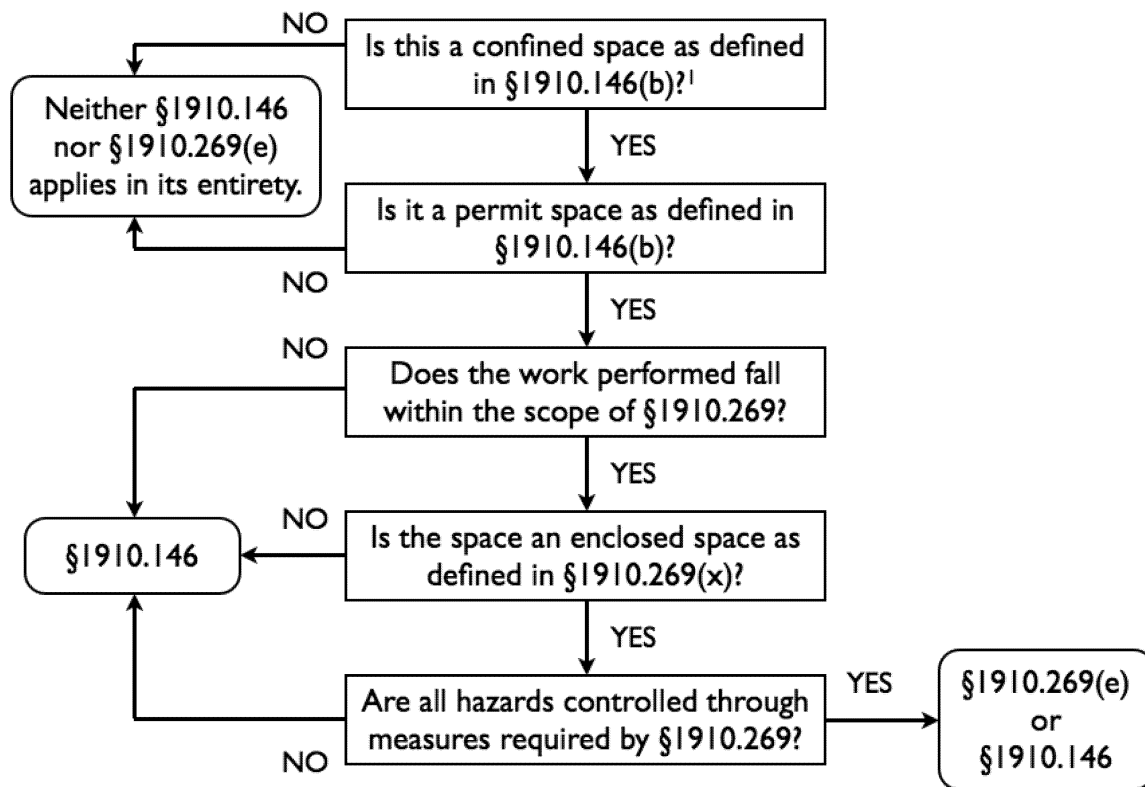 NO
Is this a confined space as defined
in §1910.146(b)?¹
Neither §1910.146
nor §1910.269(e)
applies in its entirety.
YES
Is it a permit space as defined in
§1910.146(b)?
NO
YES
NO
Does the work performed fall
within the scope of §1910.269?
YES
NO
Is the space an enclosed space as
defined in §1910.269(x)?
§1910.146
YES
Are all hazards controlled through
measures required by §1910.269?
YES
§1910.269(e)
or
§1910.146
NO